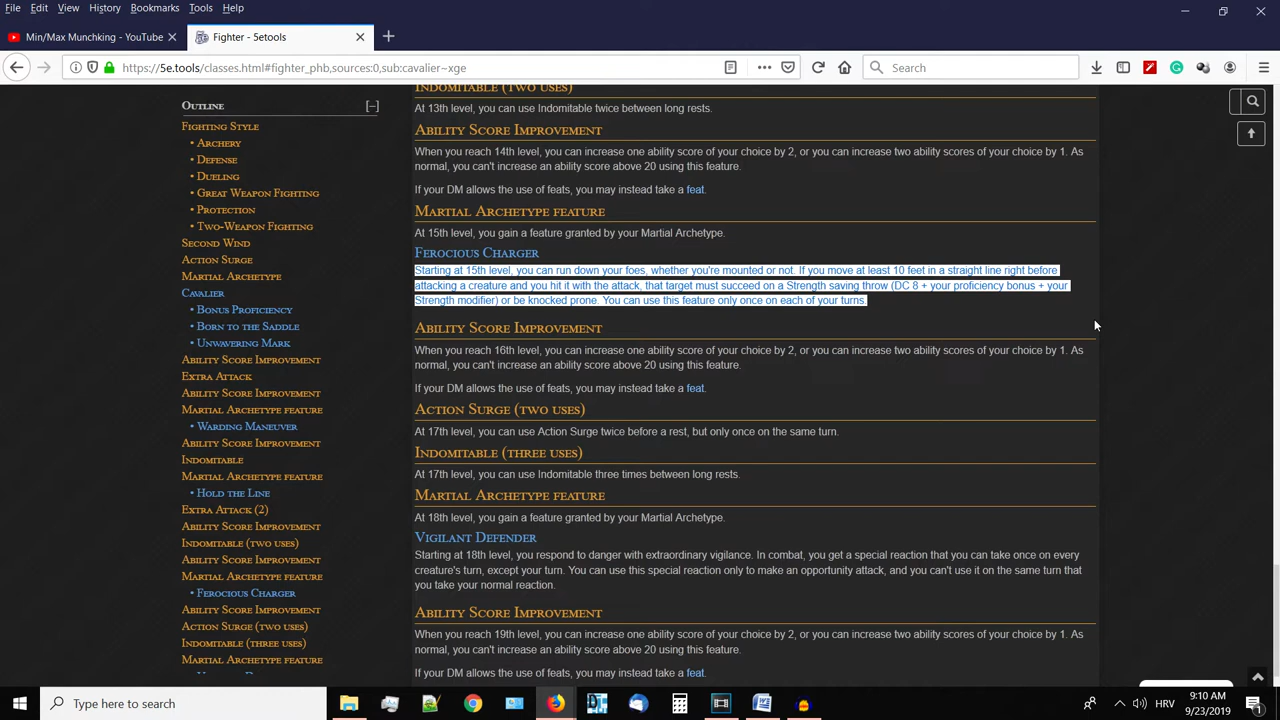 File Edit View History Bookmarks Tools Help
Min/Max Munchking - YouTube
Fighter - 5etools
https://5e.tools/classes.html#fighter_phb,sources:0,sub:cavalier~xge
Search
Outline [–]
Fighting Style
• Archery
• Defense
• Dueling
• Great Weapon Fighting
• Protection
• Two-Weapon Fighting
Second Wind
Action Surge
Martial Archetype
Cavalier
• Bonus Proficiency
• Born to the Saddle
• Unwavering Mark
Ability Score Improvement
Extra Attack
Ability Score Improvement
Martial Archetype feature
• Warding Maneuver
Ability Score Improvement
Indomitable
Martial Archetype feature
• Hold the Line
Extra Attack (2)
Ability Score Improvement
Indomitable (two uses)
Ability Score Improvement
Martial Archetype feature
• Ferocious Charger
Ability Score Improvement
Action Surge (two uses)
Indomitable (three uses)
Martial Archetype feature
Indomitable (two uses)
At 13th level, you can use Indomitable twice between long rests.
Ability Score Improvement
When you reach 14th level, you can increase one ability score of your choice by 2, or you can increase two ability scores of your choice by 1. As
normal, you can't increase an ability score above 20 using this feature.
If your DM allows the use of feats, you may instead take a feat.
Martial Archetype feature
At 15th level, you gain a feature granted by your Martial Archetype.
Ferocious Charger
Starting at 15th level, you can run down your foes, whether you're mounted or not. If you move at least 10 feet in a straight line right before
attacking a creature and you hit it with the attack, that target must succeed on a Strength saving throw (DC 8 + your proficiency bonus + your
Strength modifier) or be knocked prone. You can use this feature only once on each of your turns.
Ability Score Improvement
When you reach 16th level, you can increase one ability score of your choice by 2, or you can increase two ability scores of your choice by 1. As
normal, you can't increase an ability score above 20 using this feature.
If your DM allows the use of feats, you may instead take a feat.
Action Surge (two uses)
At 17th level, you can use Action Surge twice before a rest, but only once on the same turn.
Indomitable (three uses)
At 17th level, you can use Indomitable three times between long rests.
Martial Archetype feature
At 18th level, you gain a feature granted by your Martial Archetype.
Vigilant Defender
Starting at 18th level, you respond to danger with extraordinary vigilance. In combat, you get a special reaction that you can take once on every
creature's turn, except your turn. You can use this special reaction only to make an opportunity attack, and you can't use it on the same turn that
you take your normal reaction.
Ability Score Improvement
When you reach 19th level, you can increase one ability score of your choice by 2, or you can increase two ability scores of your choice by 1. As
normal, you can't increase an ability score above 20 using this feature.
If your DM allows the use of feats, you may instead take a feat.
Type here to search
HRV
9:10 AM
9/23/2019